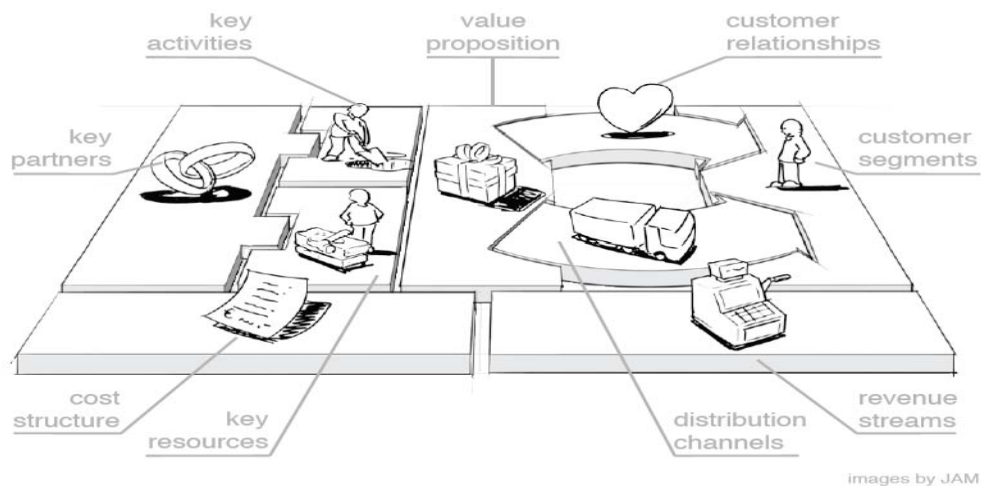 key
activities
value
proposition
customer
relationships
key
partners
customer
segments
cost
structure
key
resources
distribution
channels
revenue
streams
images by JAM